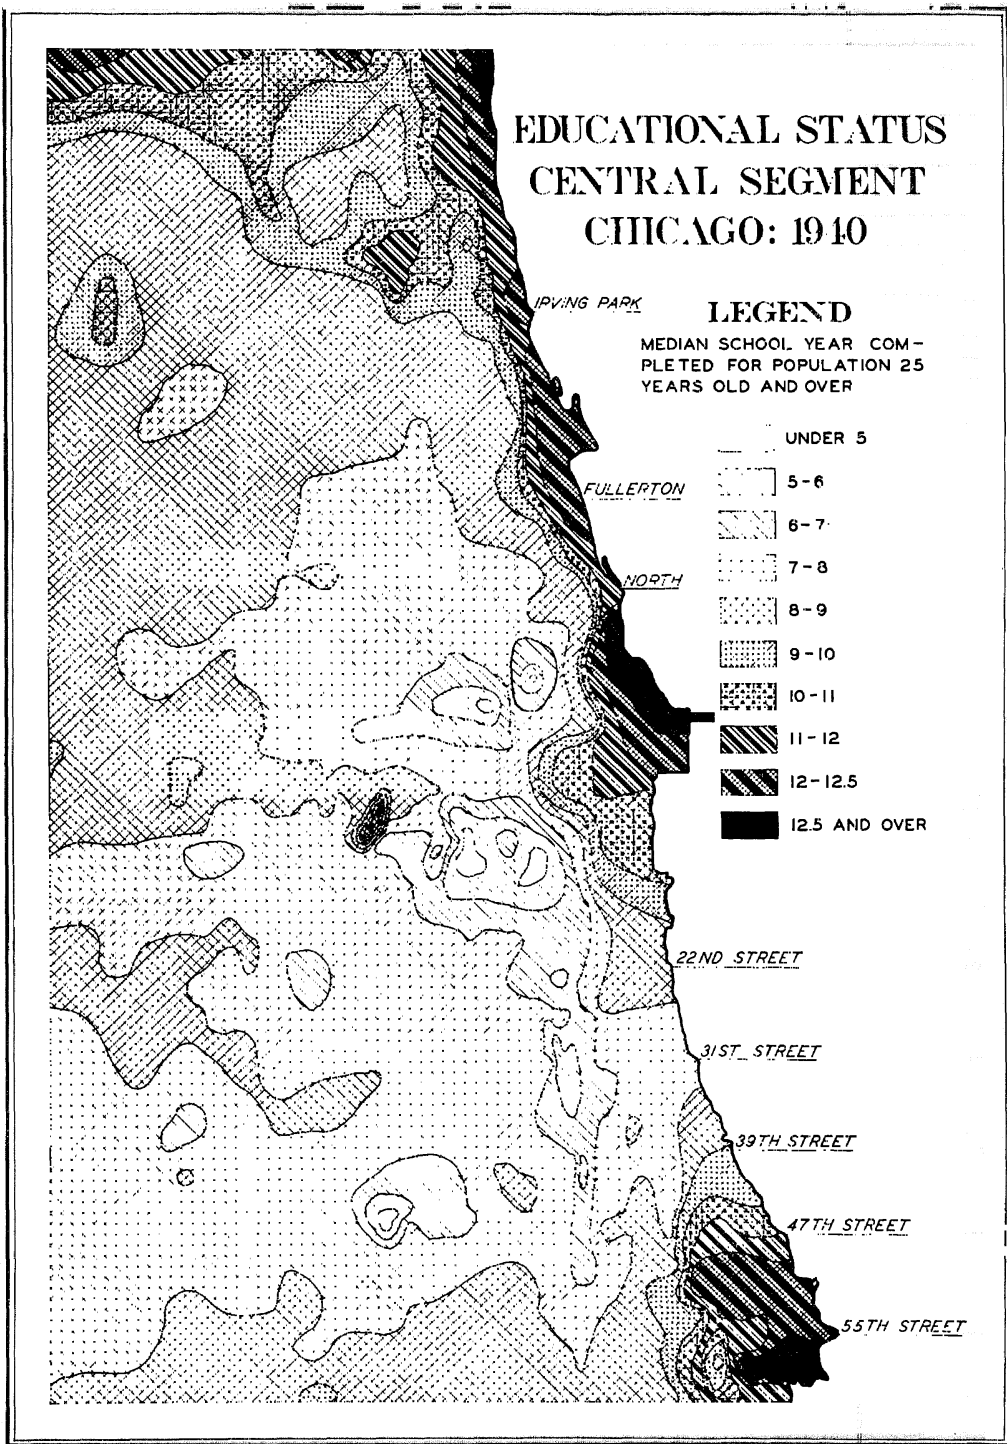 EDUCATIONAL STATUS
CENTRAL SEGMENT
CHICAGO: 1940
IRVING PARK
LEGEND
MEDIAN SCHOOL YEAR COM-
PLETED FOR POPULATION 25
YEARS OLD AND OVER
UNDER 5
FULLERTON
5-6
6-7
7-8
NORTH
8-9
9-10
10-11
11-12
12-12.5
12.5 AND OVER
22ND STREET
31ST STREET
39TH STREET
47TH STREET
55TH STREET